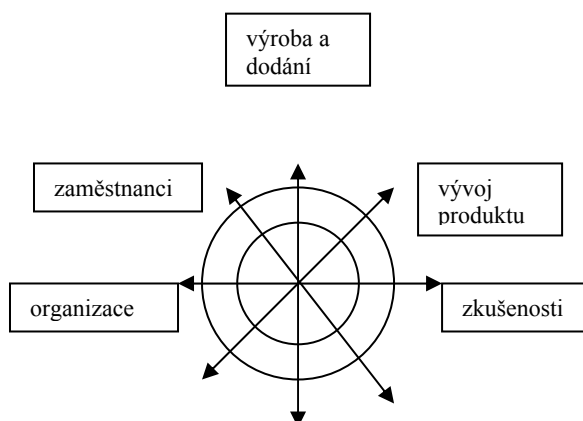 výroba a
dodání
zaměstnanci
vývoj
produktu
organizace
zkušenosti